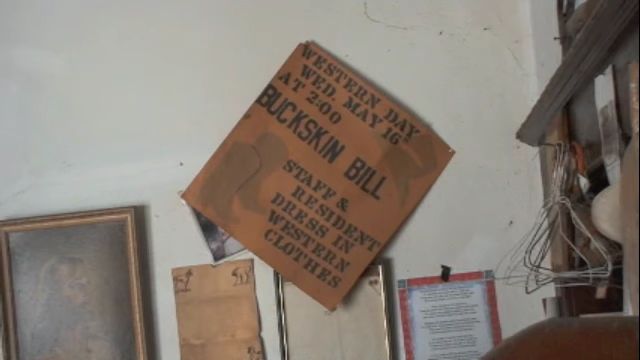 WESTERN DAY
WED. MAY 16
AT 2:00
BUCKSKIN BILL
STAFF &
RESIDENT
DRESS IN
WESTERN
CLOTHES